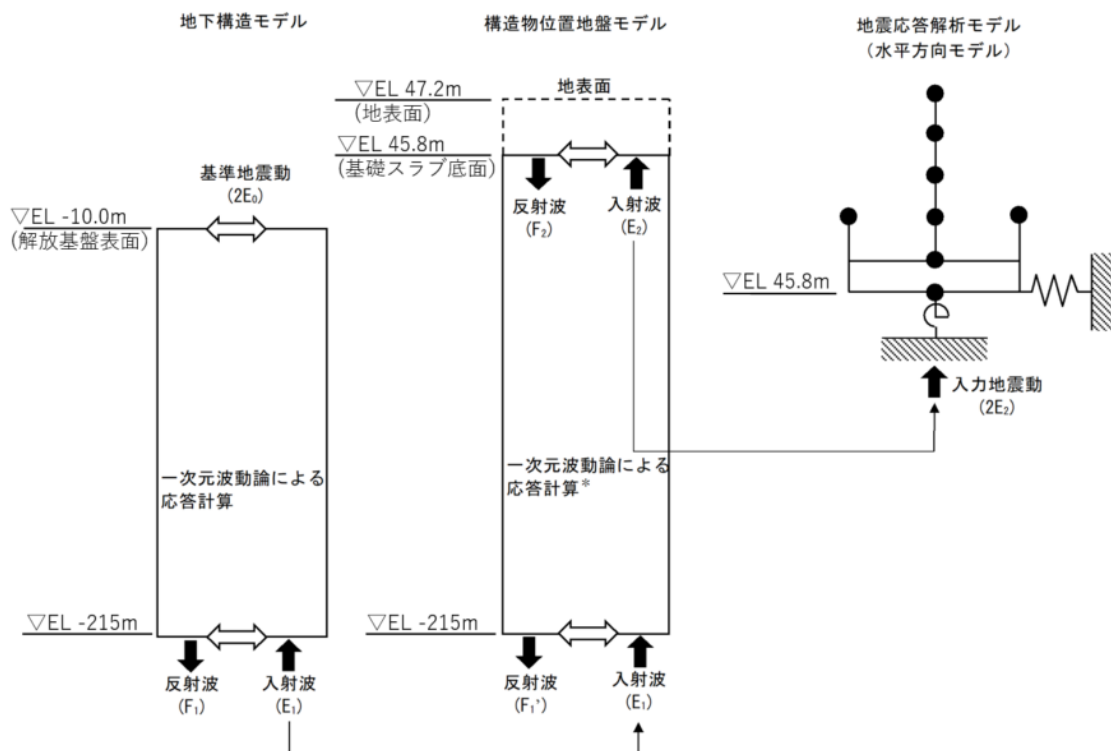 地下構造モデル
基準地震動
(2E₀)
▽EL -10.0m
(解放基盤表面)
一次元波動論による
応答計算
▽EL -215m
反射波
(F₁)
入射波
(E₁)
構造物位置地盤モデル
▽EL 47.2m
(地表面)
地表面
▽EL 45.8m
(基礎スラブ底面)
反射波
(F₂)
入射波
(E₂)
一次元波動論による
応答計算*
▽EL -215m
反射波
(F₁')
入射波
(E₁)
地震応答解析モデル
(水平方向モデル)
▽EL 45.8m
入力地震動
(2E₂)